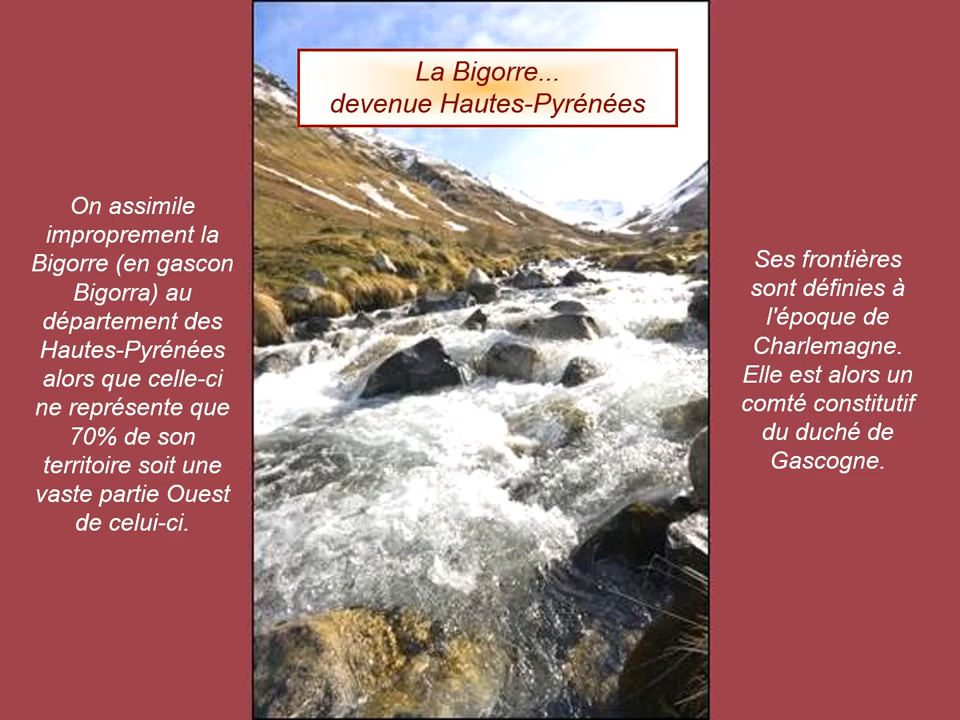 La Bigorre...
devenue Hautes-Pyrénées
On assimile
improprement la
Bigorre (en gascon
Bigorra) au
département des
Hautes-Pyrénées
alors que celle-ci
ne représente que
70% de son
territoire soit une
vaste partie Ouest
de celui-ci.
Ses frontières
sont définies à
l'époque de
Charlemagne.
Elle est alors un
comté constitutif
du duché de
Gascogne.